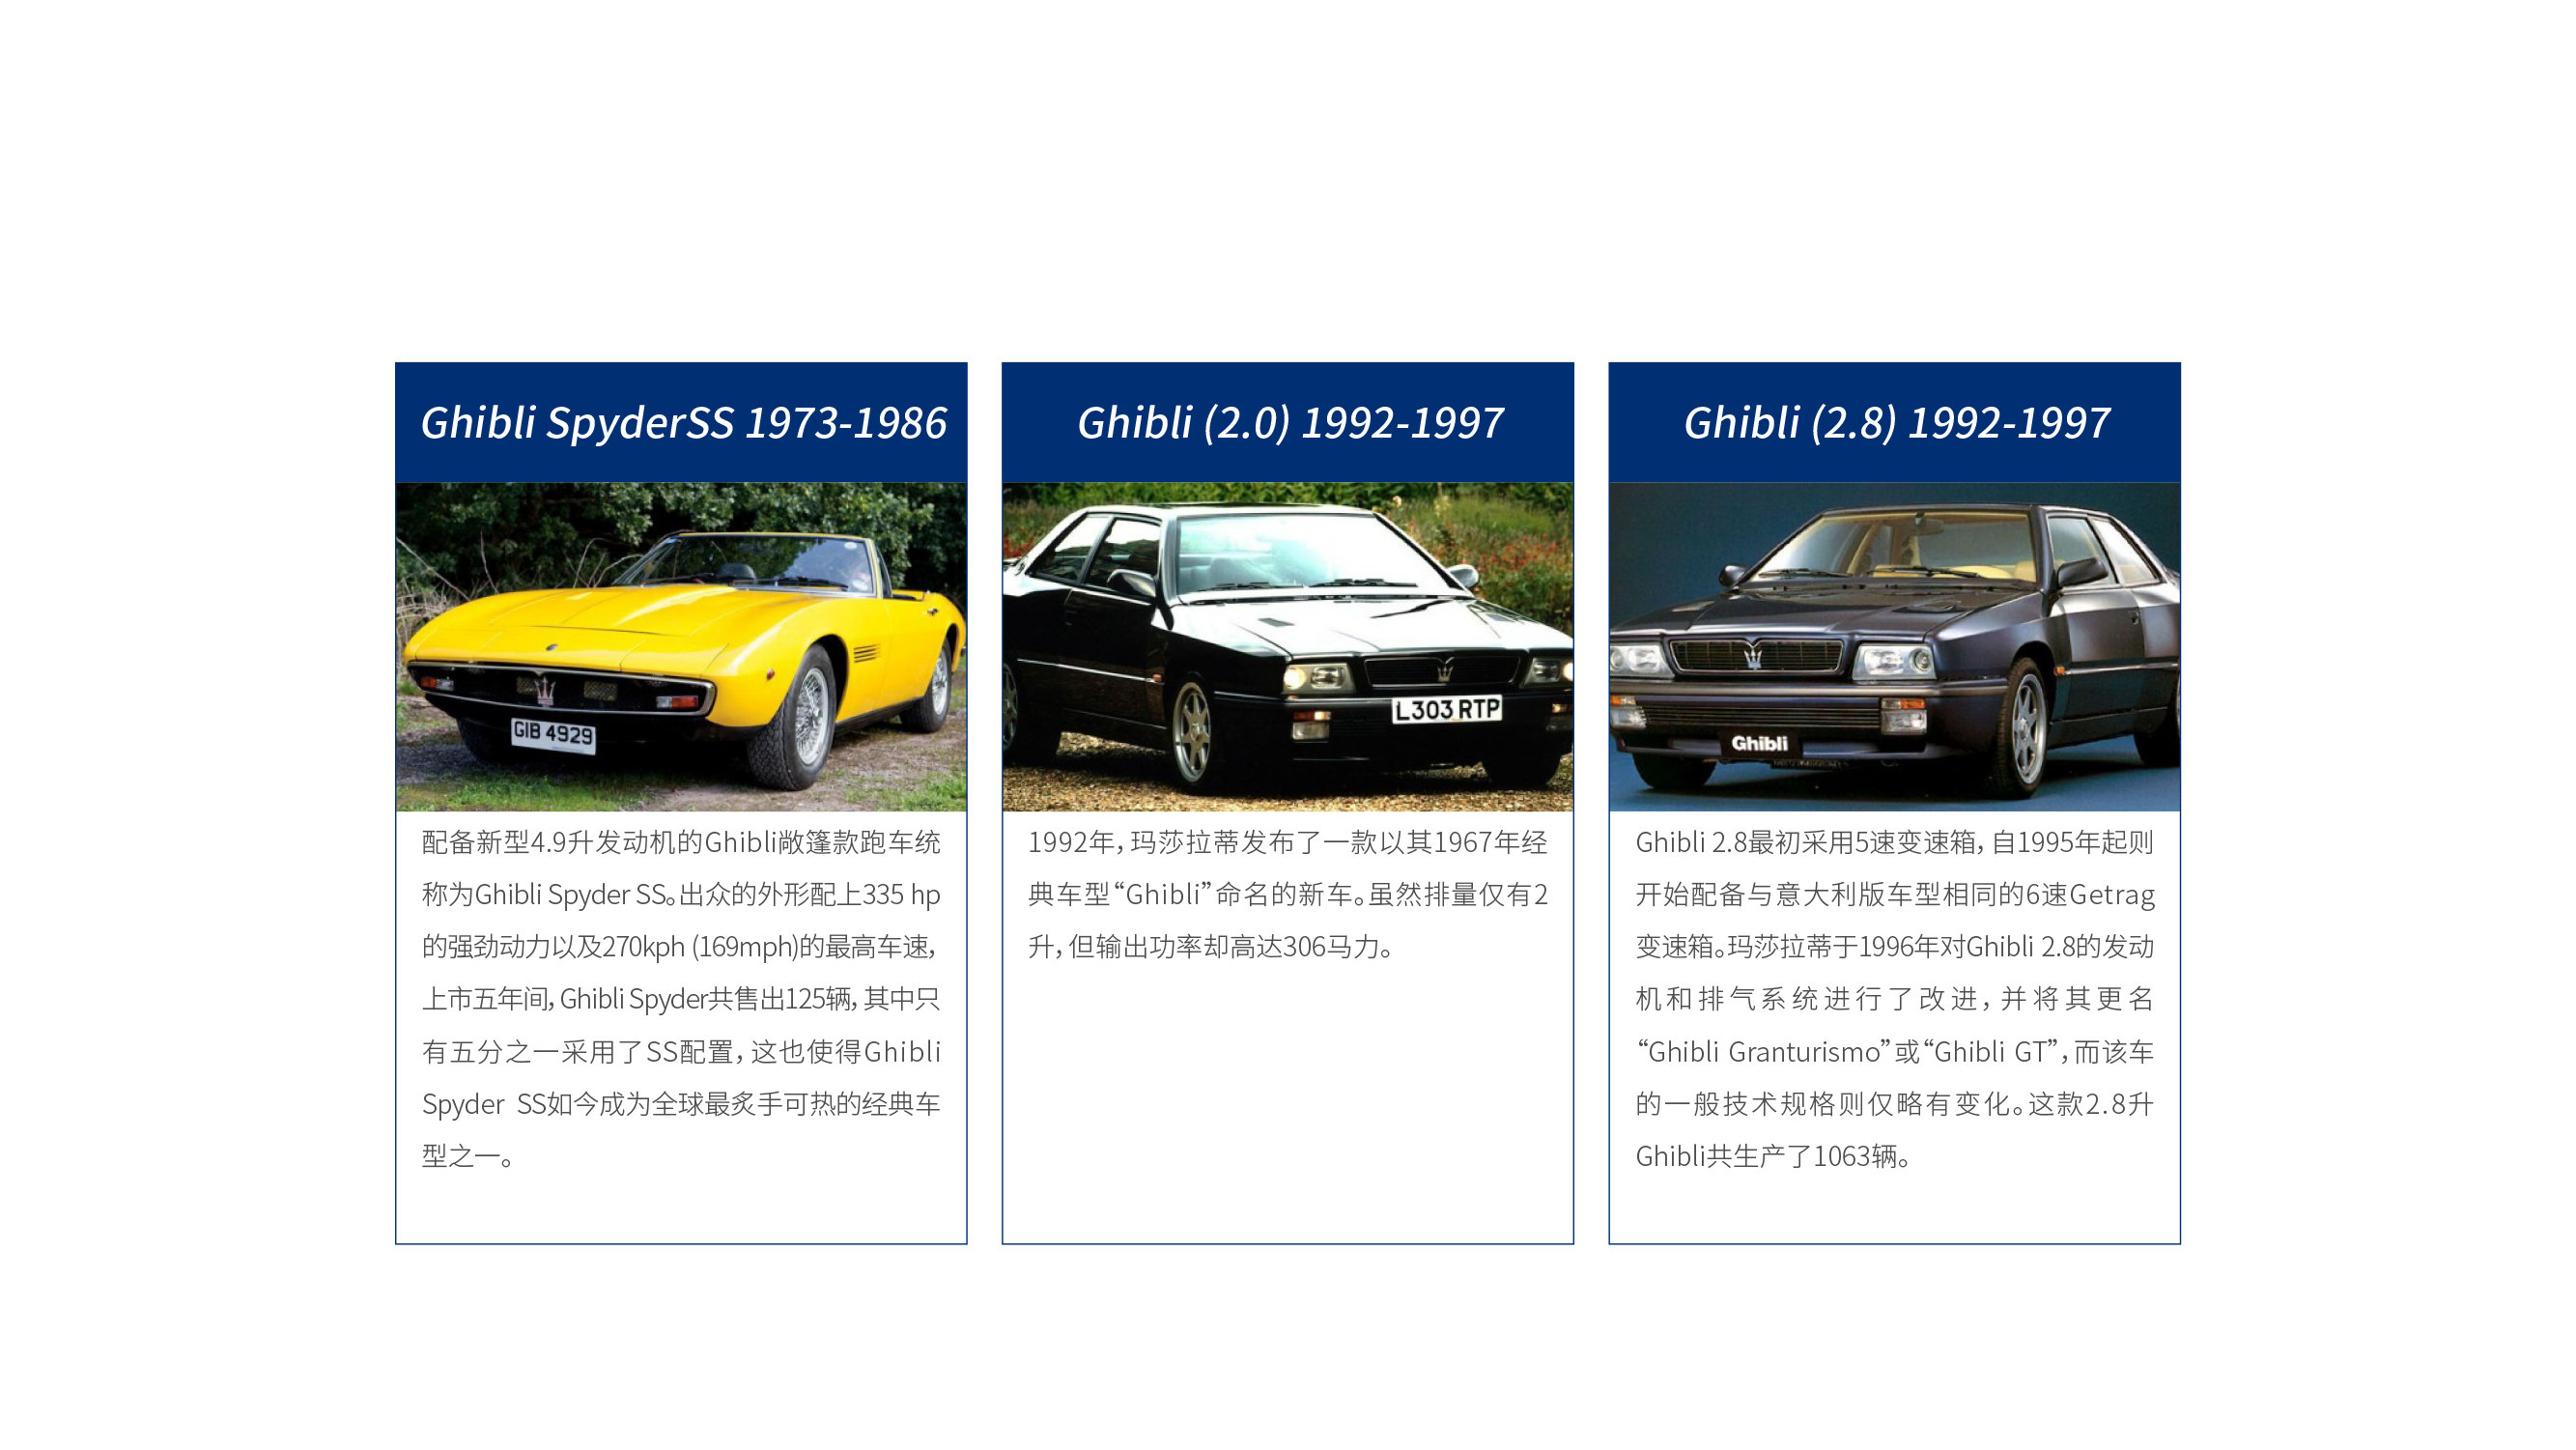 Ghibli SpyderSS 1973-1986
GIB 4929
配备新型4.9升发动机的Ghibli敞篷款跑车统
称为Ghibli Spyder SS。出众的外形配上335 hp
的强劲动力以及270kph (169mph)的最高车速，
上市五年间，Ghibli Spyder共售出125辆，其中只
有五分之一采用了SS配置，这也使得Ghibli
Spyder SS如今成为全球最炙手可热的经典车
型之一。
Ghibli (2.0) 1992-1997
L303 RTP
1992年，玛莎拉蒂发布了一款以其1967年经
典车型“Ghibli”命名的新车。虽然排量仅有2
升，但输出功率却高达306马力。
Ghibli (2.8) 1992-1997
Ghibli
Ghibli 2.8最初采用5速变速箱，自1995年起则
开始配备与意大利版车型相同的6速Getrag
变速箱。玛莎拉蒂于1996年对Ghibli 2.8的发动
机和排气系统进行了改进，并将其更名
“Ghibli Granturismo”或“Ghibli GT”，而该车
的一般技术规格则仅略有变化。这款2.8升
Ghibli共生产了1063辆。